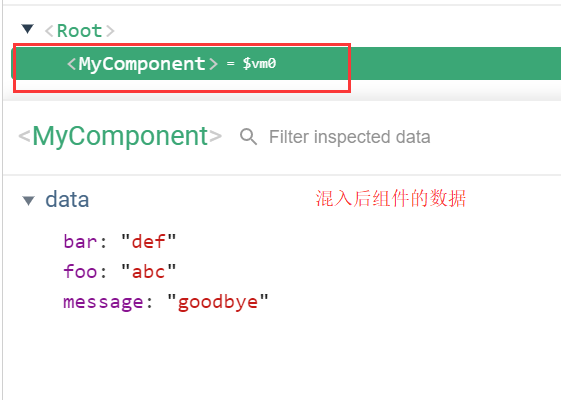 <Root>
<MyComponent> = $vm0
<MyComponent> Filter inspected data
data
混入后组件的数据
bar: "def"
foo: "abc"
message: "goodbye"